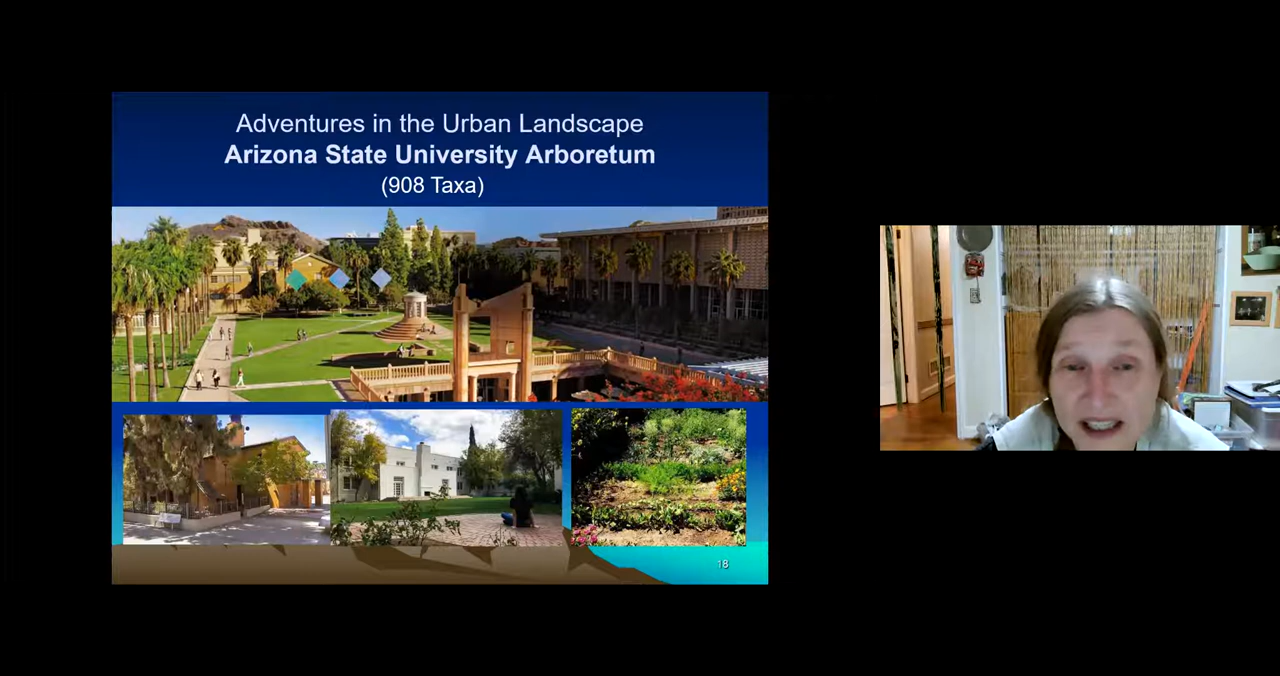 Adventures in the Urban Landscape
Arizona State University Arboretum
(908 Taxa)
18